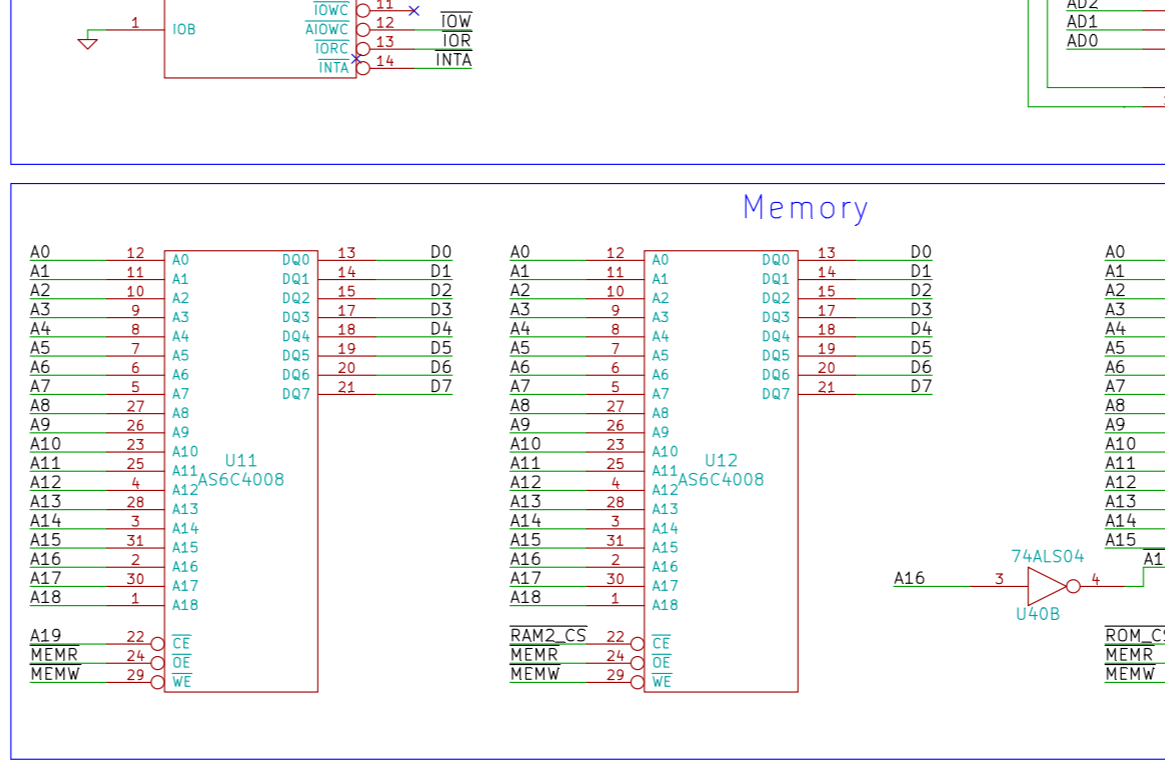 IOWC 11
1 IOB AIOWC 12 IOW
IORC 13 IOR
INTA 14 INTA
AD2
AD1
AD0
Memory
A0 12 A0 DQ0 13 D0
A1 11 A1 DQ1 14 D1
A2 10 A2 DQ2 15 D2
A3 9 A3 DQ3 17 D3
A4 8 A4 DQ4 18 D4
A5 7 A5 DQ5 19 D5
A6 6 A6 DQ6 20 D6
A7 5 A7 DQ7 21 D7
A8 27 A8
A9 26 A9
A10 23 A10
A11 25 A11
A12 4 A12
A13 28 A13
A14 3 A14
A15 31 A15
A16 2 A16
A17 30 A17
A18 1 A18
A19 22 CE
MEMR 24 OE
MEMW 29 WE
U11
AS6C4008
A0 12 A0 DQ0 13 D0
A1 11 A1 DQ1 14 D1
A2 10 A2 DQ2 15 D2
A3 9 A3 DQ3 17 D3
A4 8 A4 DQ4 18 D4
A5 7 A5 DQ5 19 D5
A6 6 A6 DQ6 20 D6
A7 5 A7 DQ7 21 D7
A8 27 A8
A9 26 A9
A10 23 A10
A11 25 A11
A12 4 A12
A13 28 A13
A14 3 A14
A15 31 A15
A16 2 A16
A17 30 A17
A18 1 A18
RAM2_CS 22 CE
MEMR 24 OE
MEMW 29 WE
U12
AS6C4008
74ALS04
A16 3 4
U40B
A0
A1
A2
A3
A4
A5
A6
A7
A8
A9
A10
A11
A12
A13
A14
A15
A1
ROM_CS
MEMR
MEMW